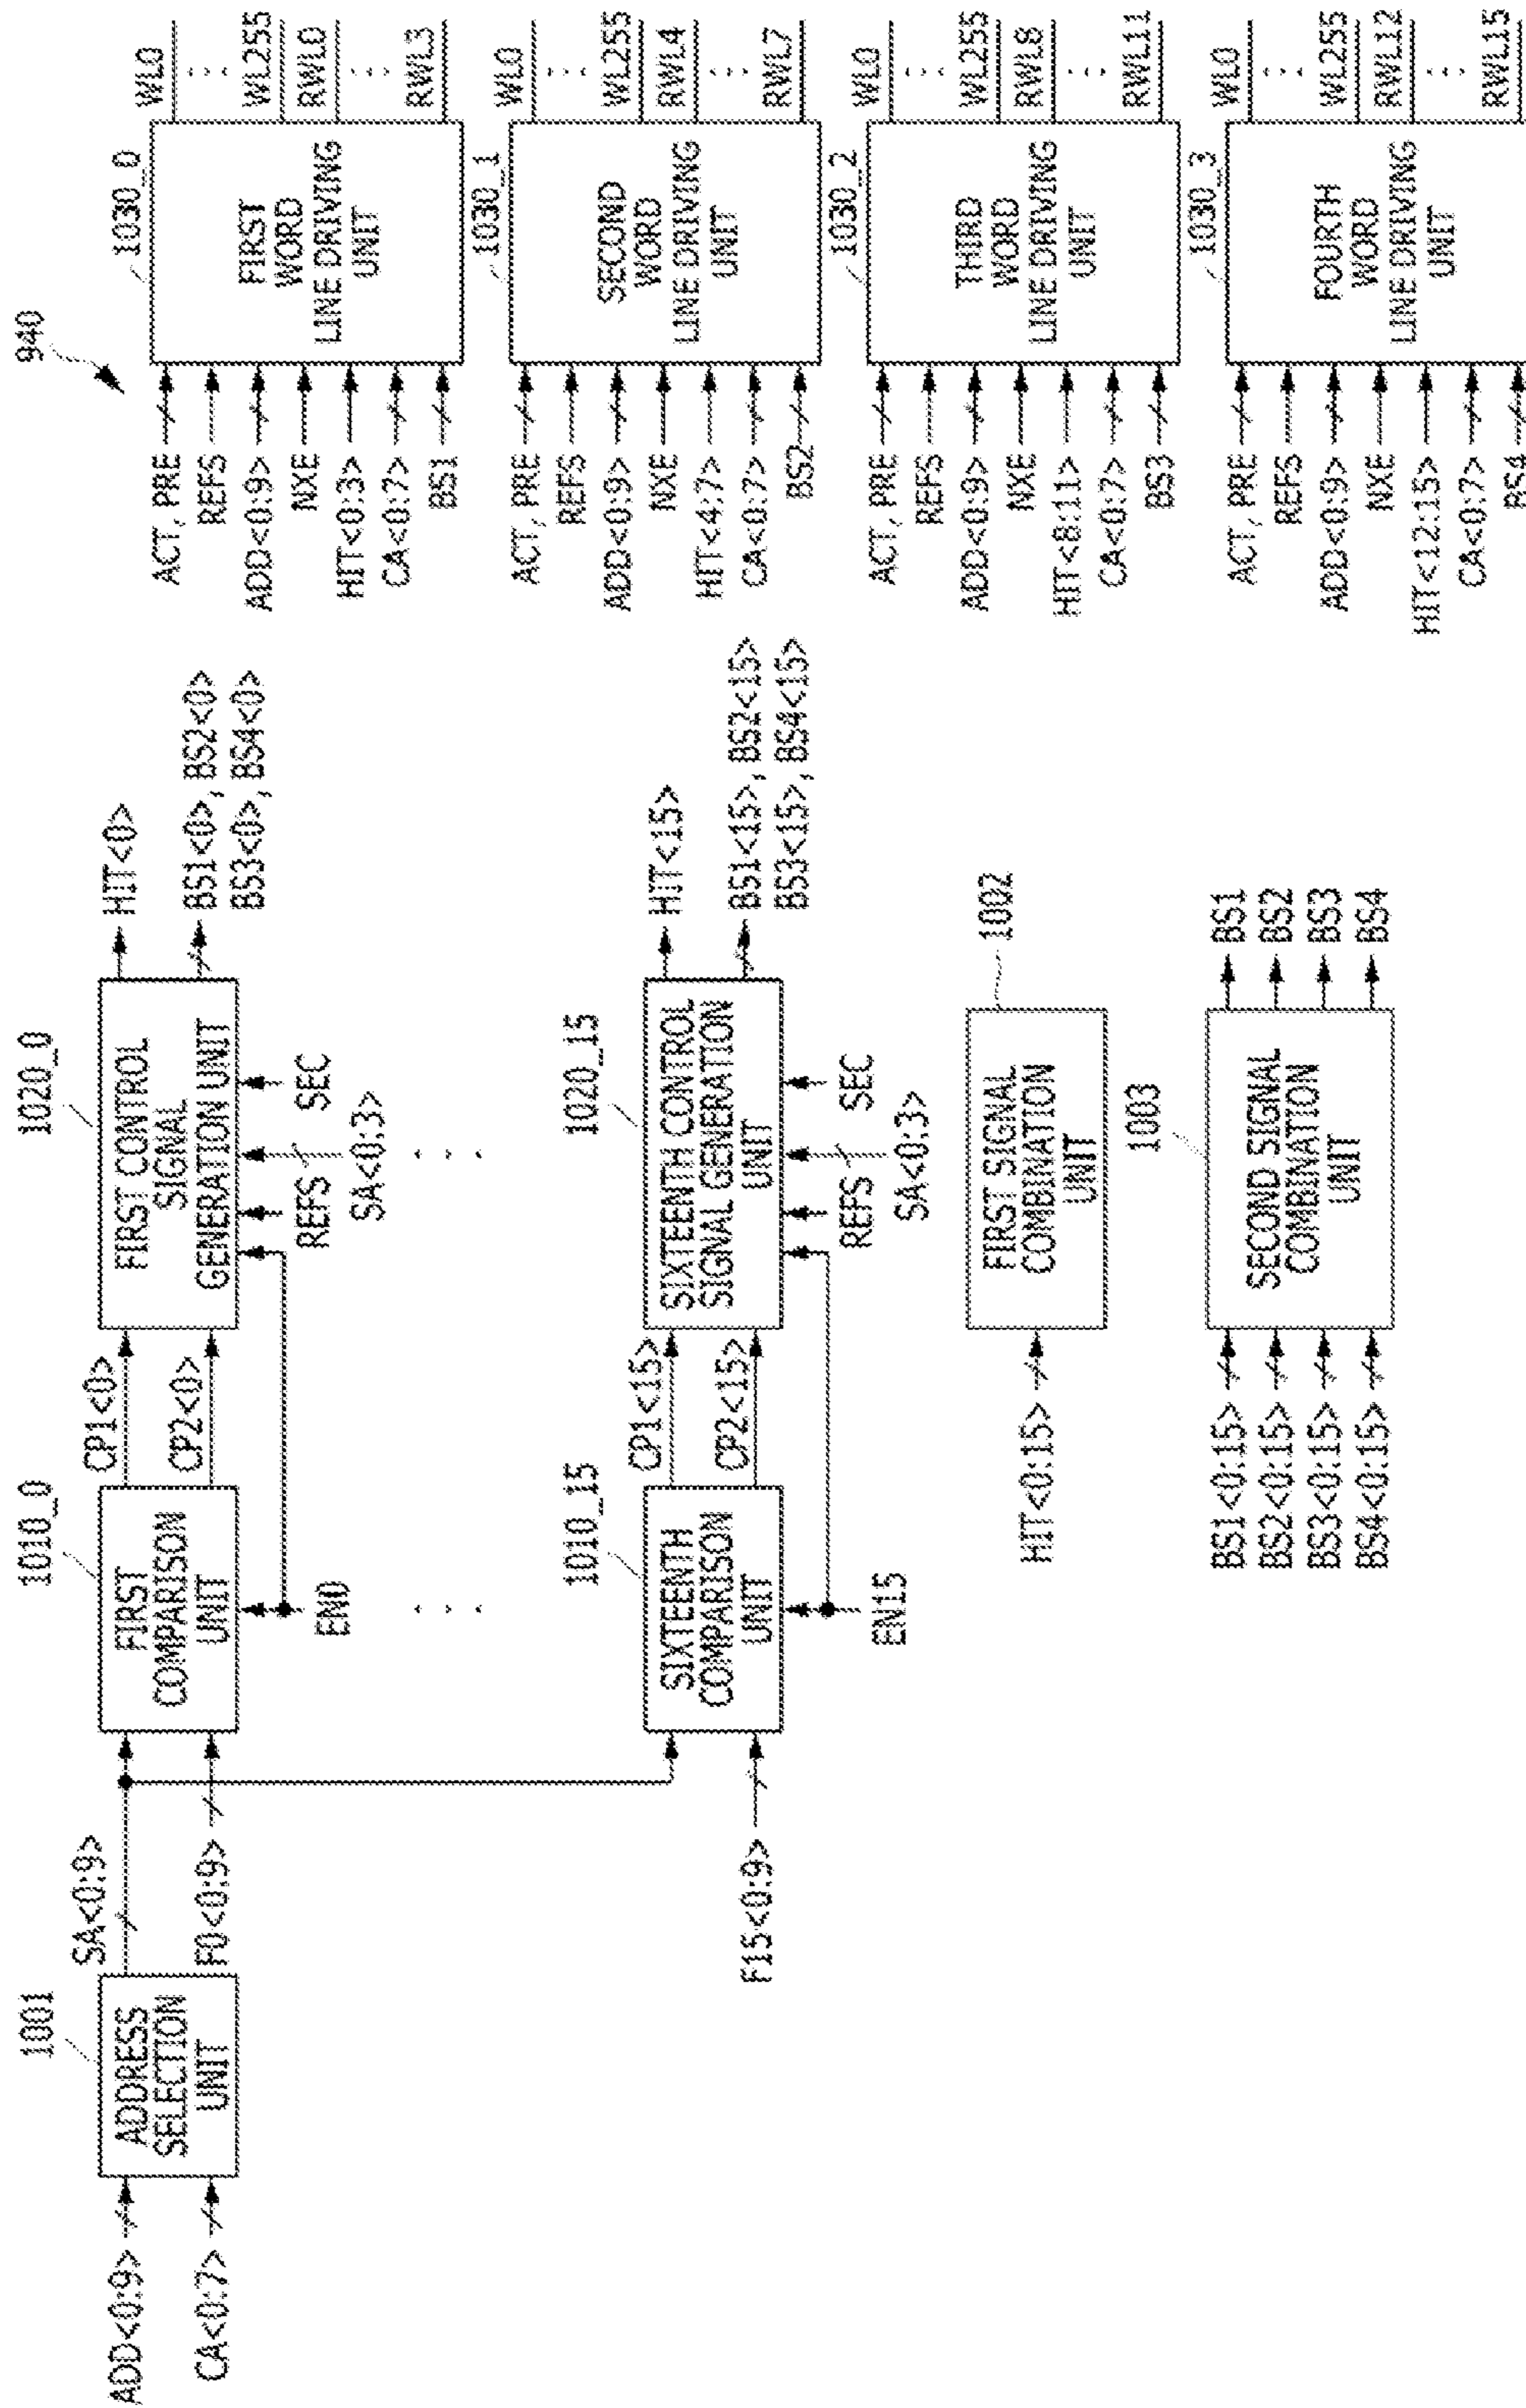 940
1001
ADDRESS
SELECTION
UNIT
ADD<0:9>
CA<0:7>
SA<0:9>
F0<0:9>
1010_0
FIRST
COMPARISON
UNIT
EN0
CP1<0>
CP2<0>
1020_0
FIRST CONTROL
SIGNAL
GENERATION UNIT
REFS
SEC
SA<0:3>
HIT<0>
BS1<0>, BS2<0>
BS3<0>, BS4<0>
F15<0:9>
1010_15
SIXTEENTH
COMPARISON
UNIT
EN15
CP1<15>
CP2<15>
1020_15
SIXTEENTH CONTROL
SIGNAL GENERATION
UNIT
REFS
SEC
SA<0:3>
HIT<15>
BS1<15>, BS2<15>
BS3<15>, BS4<15>
HIT<0:15>
1002
FIRST SIGNAL
COMBINATION
UNIT
BS1<0:15>
BS2<0:15>
BS3<0:15>
BS4<0:15>
1003
SECOND SIGNAL
COMBINATION
UNIT
BS1
BS2
BS3
BS4
ACT, PRE
REFS
ADD<0:9>
NXE
HIT<0:3>
CA<0:7>
BS1
1030_0
FIRST
WORD
LINE DRIVING
UNIT
WL0
WL255
RWL0
RWL3
ACT, PRE
REFS
ADD<0:9>
NXE
HIT<4:7>
CA<0:7>
BS2
1030_1
SECOND
WORD
LINE DRIVING
UNIT
WL0
WL255
RWL4
RWL7
ACT, PRE
REFS
ADD<0:9>
NXE
HIT<8:11>
CA<0:7>
BS3
1030_2
THIRD
WORD
LINE DRIVING
UNIT
WL0
WL255
RWL8
RWL11
ACT, PRE
REFS
ADD<0:9>
NXE
HIT<12:15>
CA<0:7>
BS4
1030_3
FOURTH
WORD
LINE DRIVING
UNIT
WL0
WL255
RWL12
RWL15